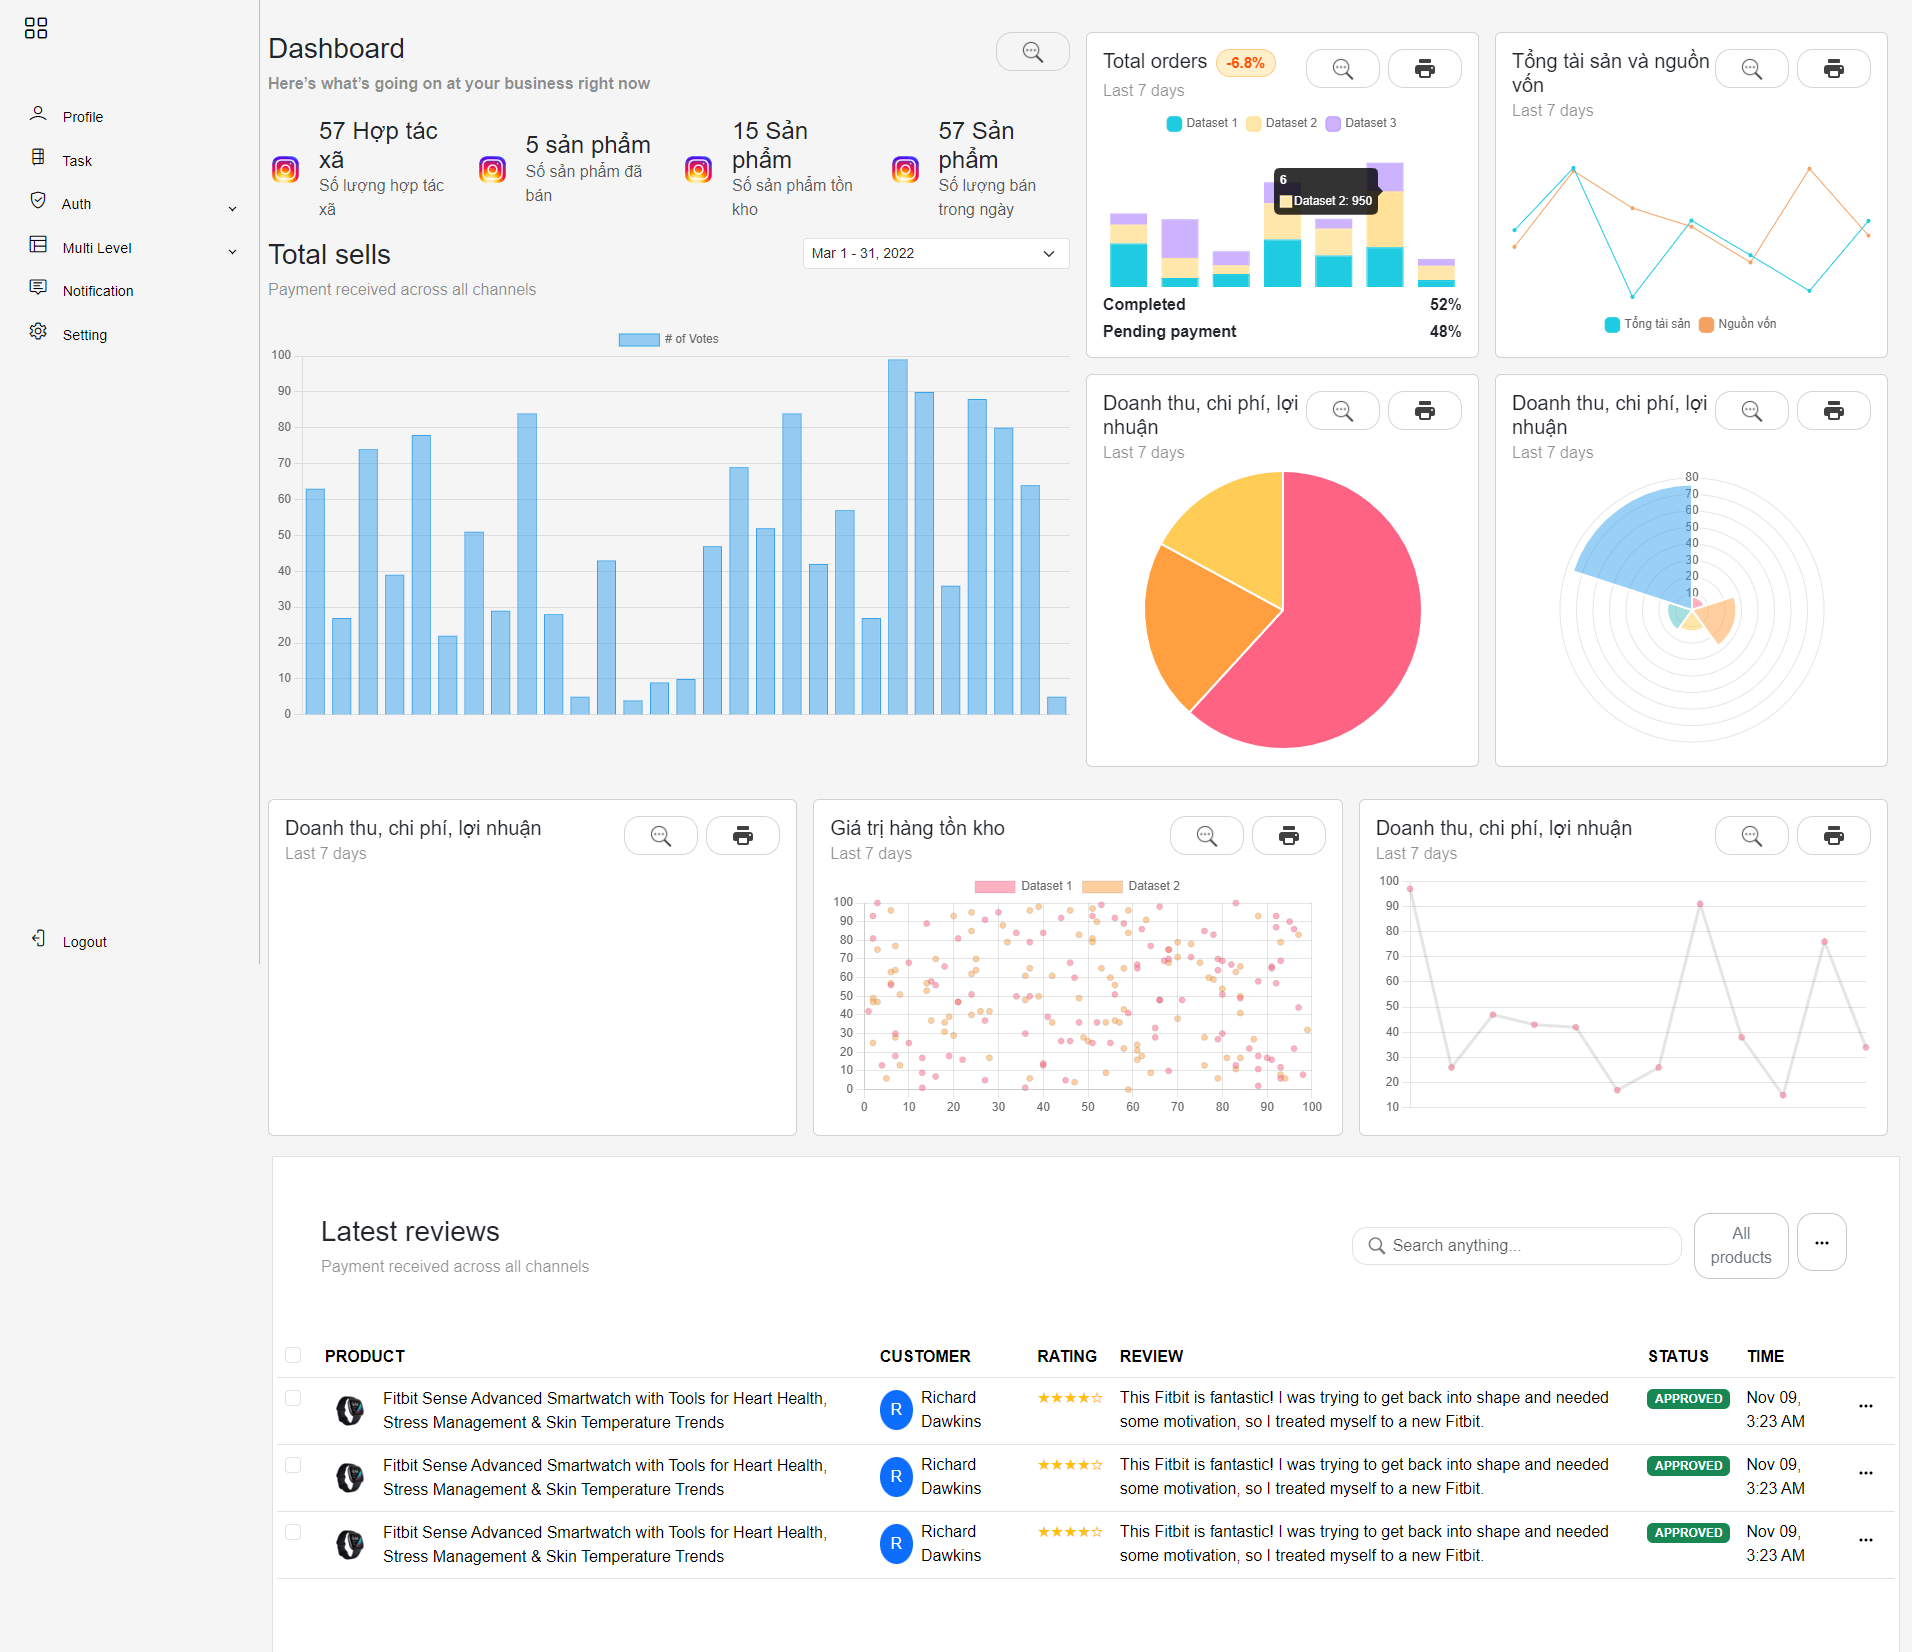 Profile
Task
Auth
Multi Level
Notification
Setting
Logout
Dashboard
Here's what's going on at your business right now
57 Hợp tác
xã
Số lượng hợp tác
xã
5 sản phẩm
Số sản phẩm đã
bán
15 Sản
phẩm
Số sản phẩm tồn
kho
57 Sản
phẩm
Số lượng bán
trong ngày
Total sells
Payment received across all channels
Mar 1 - 31, 2022
# of Votes
100
90
80
70
60
50
40
30
20
10
0
Total orders -6.8%
Last 7 days
Dataset 1 Dataset 2 Dataset 3
6
Dataset 2: 950
Completed 52%
Pending payment 48%
Tổng tài sản và nguồn
vốn
Last 7 days
Tổng tài sản Nguồn vốn
Doanh thu, chi phí, lợi
nhuận
Last 7 days
Doanh thu, chi phí, lợi
nhuận
Last 7 days
80
70
60
50
40
30
20
10
Doanh thu, chi phí, lợi nhuận
Last 7 days
Giá trị hàng tồn kho
Last 7 days
Dataset 1 Dataset 2
100
90
80
70
60
50
40
30
20
10
0
0 10 20 30 40 50 60 70 80 90 100
Doanh thu, chi phí, lợi nhuận
Last 7 days
100
90
80
70
60
50
40
30
20
10
Latest reviews
Payment received across all channels
Search anything...
All
products
PRODUCT CUSTOMER RATING REVIEW STATUS TIME
Fitbit Sense Advanced Smartwatch with Tools for Heart Health,
Stress Management & Skin Temperature Trends
R
Richard
Dawkins
This Fitbit is fantastic! I was trying to get back into shape and needed
some motivation, so I treated myself to a new Fitbit.
APPROVED
Nov 09,
3:23 AM
Fitbit Sense Advanced Smartwatch with Tools for Heart Health,
Stress Management & Skin Temperature Trends
R
Richard
Dawkins
This Fitbit is fantastic! I was trying to get back into shape and needed
some motivation, so I treated myself to a new Fitbit.
APPROVED
Nov 09,
3:23 AM
Fitbit Sense Advanced Smartwatch with Tools for Heart Health,
Stress Management & Skin Temperature Trends
R
Richard
Dawkins
This Fitbit is fantastic! I was trying to get back into shape and needed
some motivation, so I treated myself to a new Fitbit.
APPROVED
Nov 09,
3:23 AM